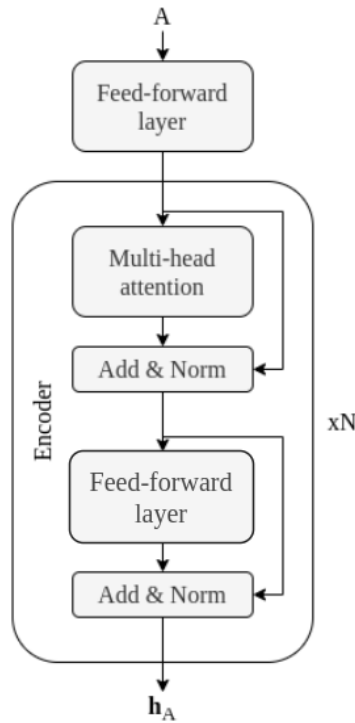 A
Feed-forward
layer
Multi-head
attention
Add & Norm
Encoder
xN
Feed-forward
layer
Add & Norm
h_A